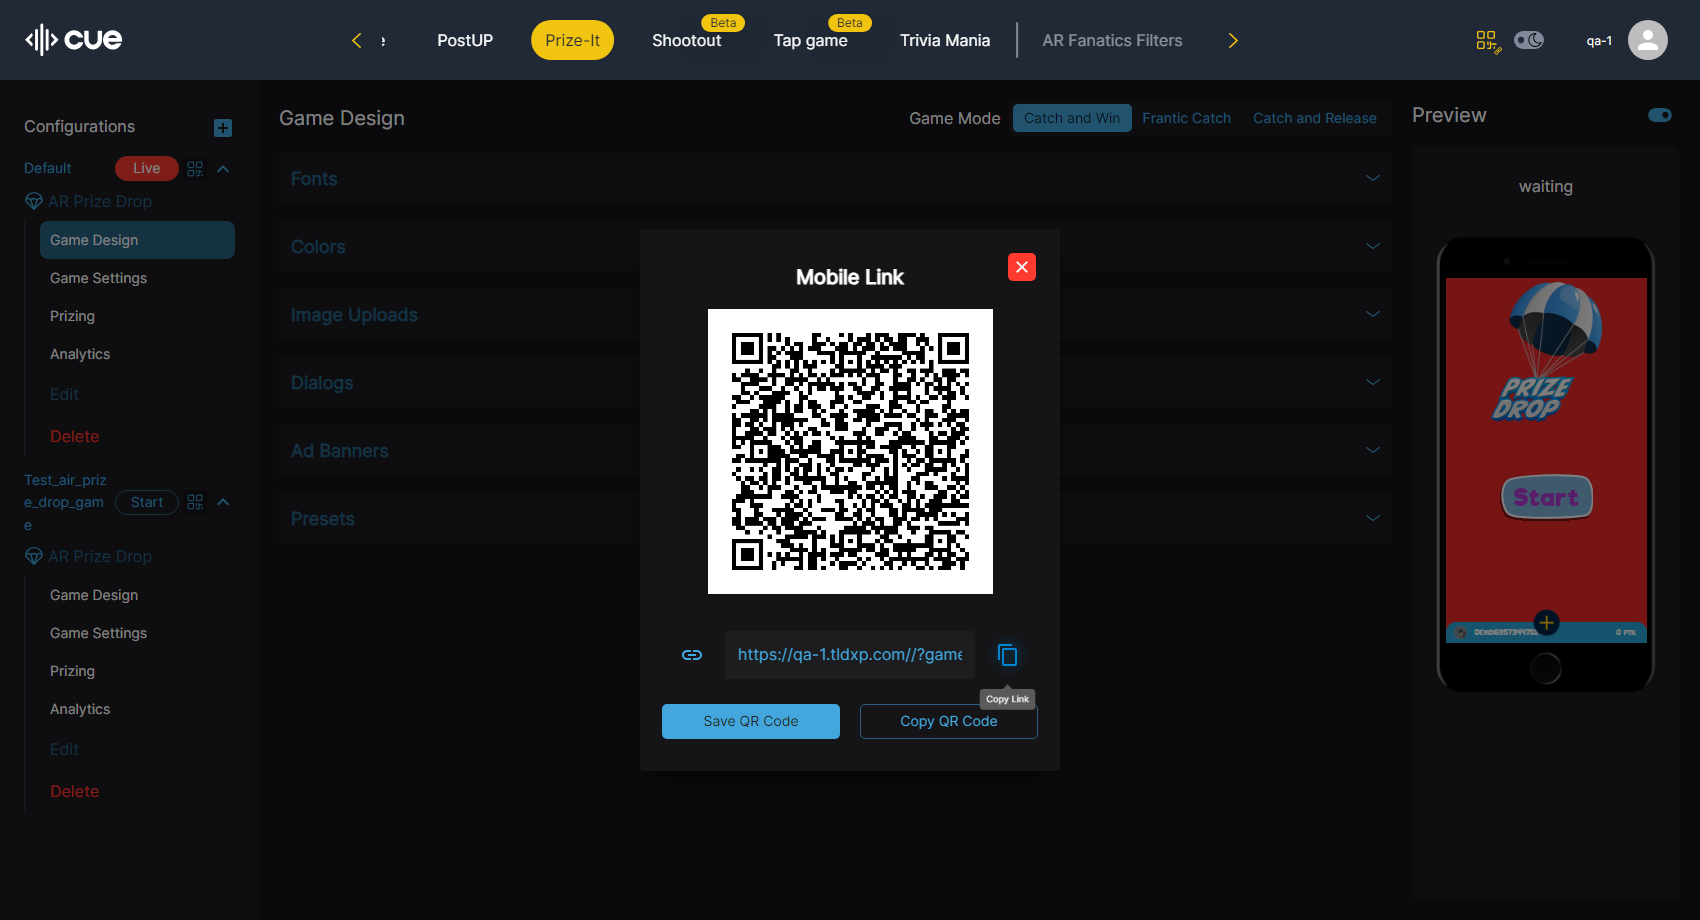 cue
e
PostUP
Prize-It
Beta
Shootout
Beta
Tap game
Trivia Mania
AR Fanatics Filters
qa-1
Configurations
Default
Live
AR Prize Drop
Game Design
Game Settings
Prizing
Analytics
Edit
Delete
Test_air_priz
e_drop_gam
e
Start
AR Prize Drop
Game Design
Game Settings
Prizing
Analytics
Edit
Delete
Game Design
Game Mode
Catch and Win
Frantic Catch
Catch and Release
Fonts
Colors
Image Uploads
Dialogs
Ad Banners
Presets
Mobile Link
https://qa-1.tldxp.com//?game
Copy Link
Save QR Code
Copy QR Code
Preview
waiting
PRIZE
DROP
Start
0 PTS.